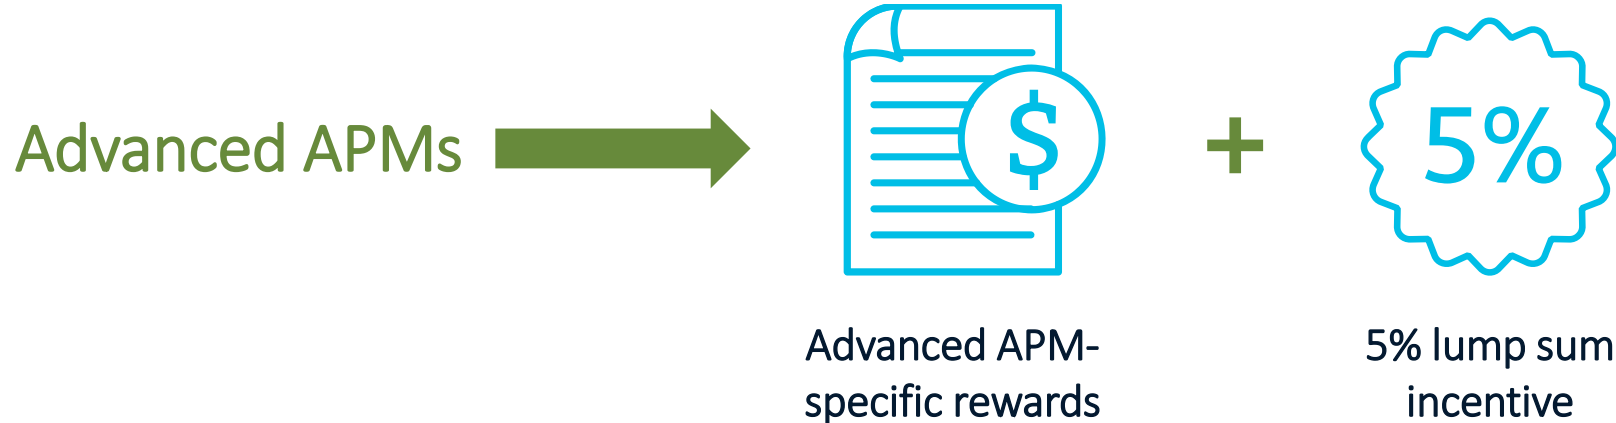 Advanced APMs
$
+
5%
Advanced APM-
specific rewards
5% lump sum
incentive